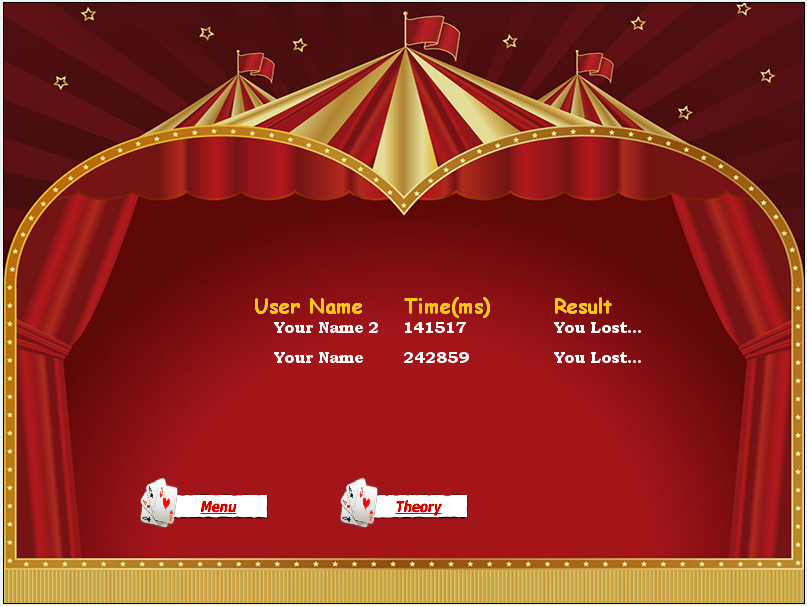 User Name Time(ms) Result
Your Name 2 141517 You Lost...
Your Name 242859 You Lost...
Menu Theory